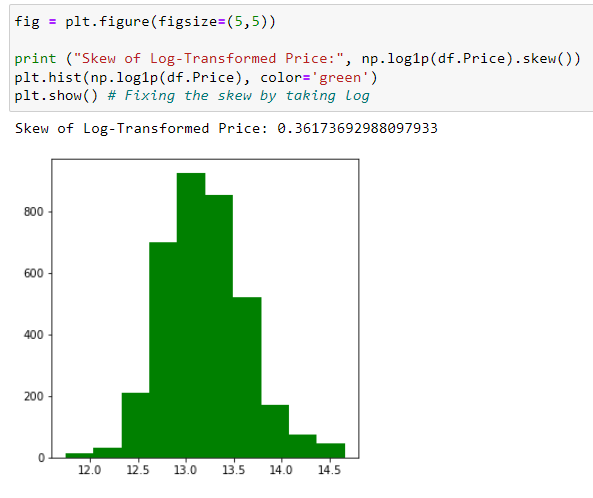 fig = plt.figure(figsize=(5,5))
print ("Skew of Log-Transformed Price:", np.log1p(df.Price).skew())
plt.hist(np.log1p(df.Price), color='green')
plt.show() # Fixing the skew by taking log
Skew of Log-Transformed Price: 0.36173692988097933
800
600
400
200
0
12.0 12.5 13.0 13.5 14.0 14.5